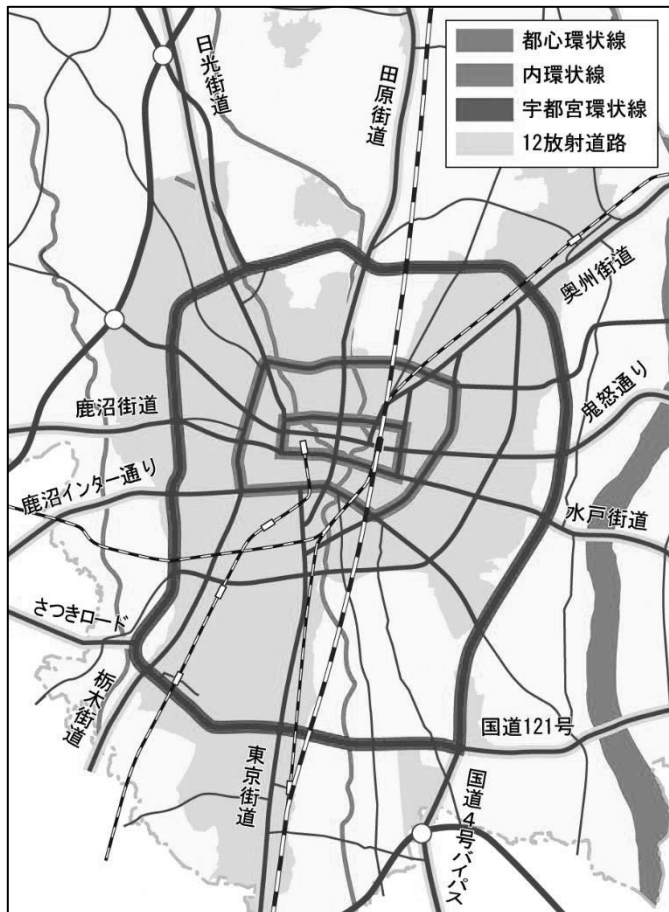 都心環状線
内環状線
宇都宮環状線
12放射道路
日光街道
田原街道
奥州街道
鹿沼街道
鬼怒通り
鹿沼インター通り
水戸街道
さつきロード
栃木街道
国道121号
東京街道
国道4号バイパス